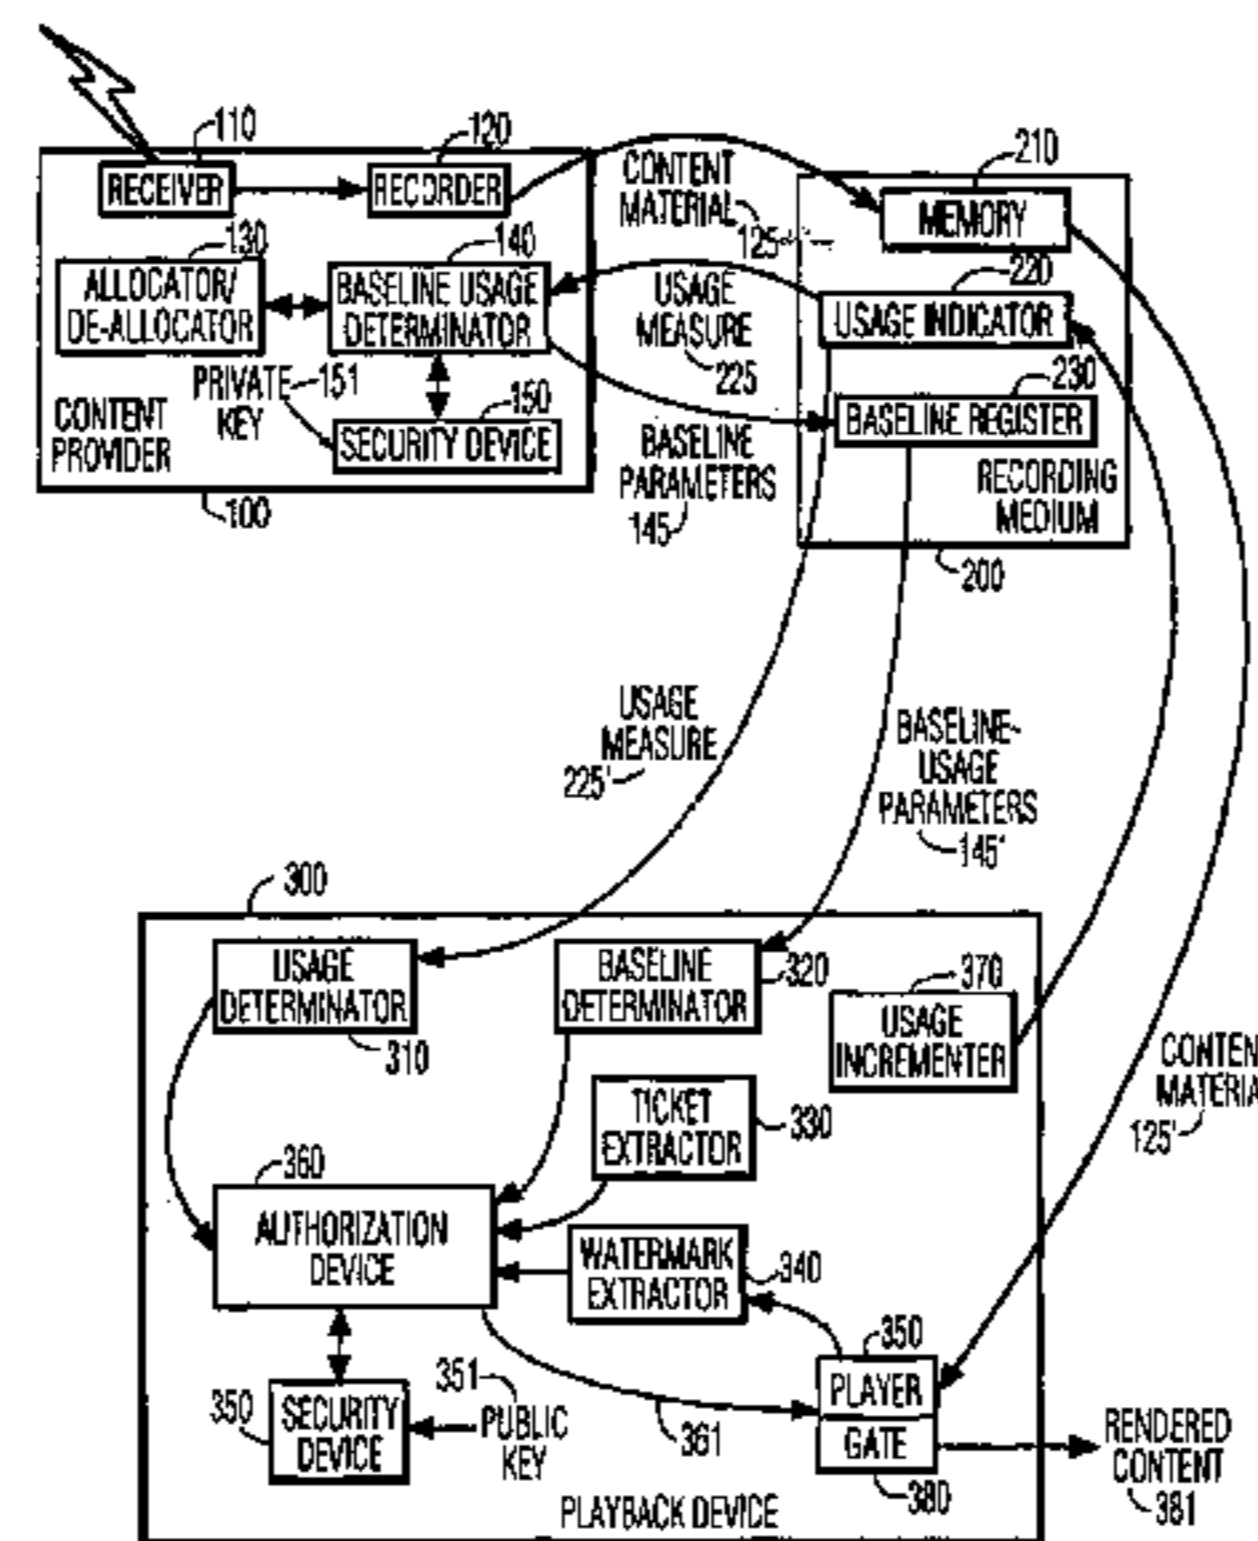 110
RECEIVER
120
RECORDER
130
ALLOCATOR/
DE-ALLOCATOR
140
BASELINE USAGE
DETERMINATOR
PRIVATE
KEY
151
150
SECURITY DEVICE
CONTENT
PROVIDER
100
CONTENT
MATERIAL
125
USAGE
MEASURE
225
BASELINE
PARAMETERS
145
210
MEMORY
220
USAGE INDICATOR
230
BASELINE REGISTER
RECORDING
MEDIUM
200
USAGE
MEASURE
225'
BASELINE-
USAGE
PARAMETERS
145'
300
USAGE
DETERMINATOR
310
BASELINE
DETERMINATOR
320
370
USAGE
INCREMENTER
TICKET
EXTRACTOR
330
CONTEN
MATERIA
125'
360
AUTHORIZATION
DEVICE
WATERMARK
EXTRACTOR
340
350
PLAYER
GATE
380
350
SECURITY
DEVICE
351
PUBLIC
KEY
361
RENDERED
CONTENT
381
PLAYBACK DEVICE